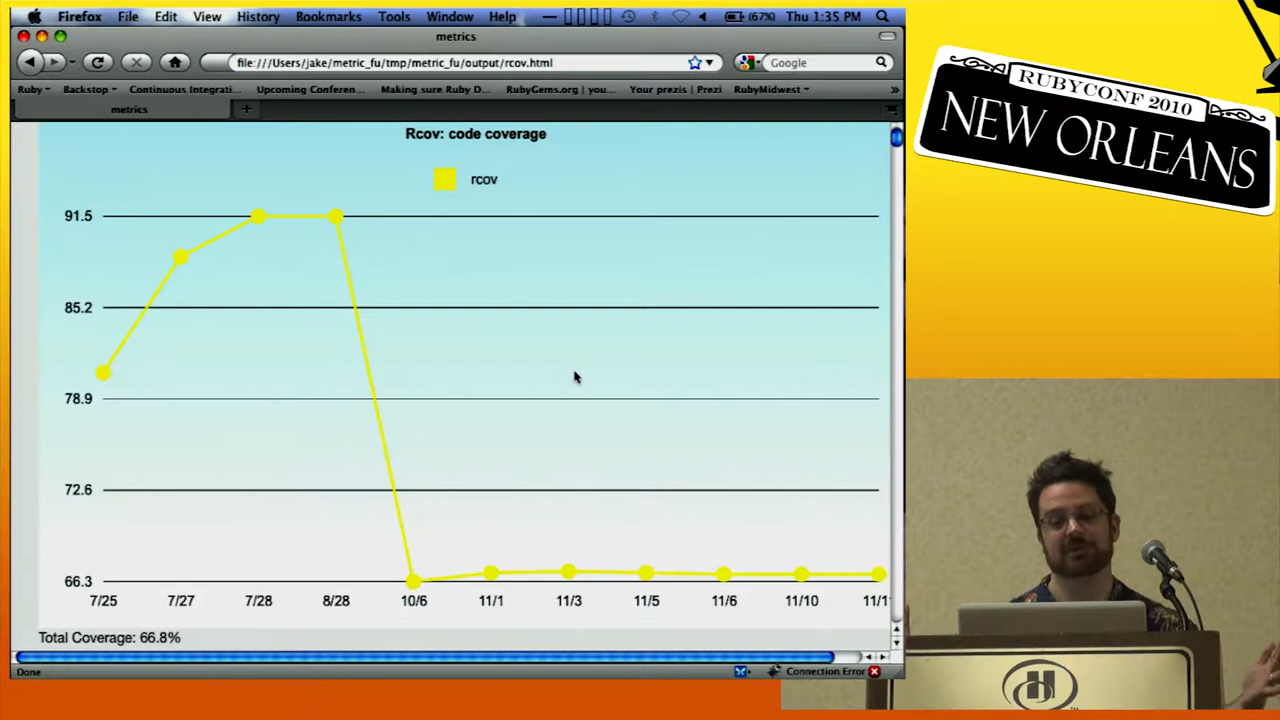 Firefox File Edit View History Bookmarks Tools Window Help (67%) Thu 1:35 PM
metrics
file:///Users/jake/metric_fu/tmp/metric_fu/output/rcov.html
Google
Ruby Backstop Continuous Integrati... Upcoming Conferen... Making sure Ruby D... RubyGems.org | you... Your prezis | Prezi RubyMidwest »
metrics
Rcov: code coverage
rcov
91.5
85.2
78.9
72.6
66.3
7/25 7/27 7/28 8/28 10/6 11/1 11/3 11/5 11/6 11/10 11/1
Total Coverage: 66.8%
Done
Connection Error
RUBYCONF 2010
NEW ORLEANS
H